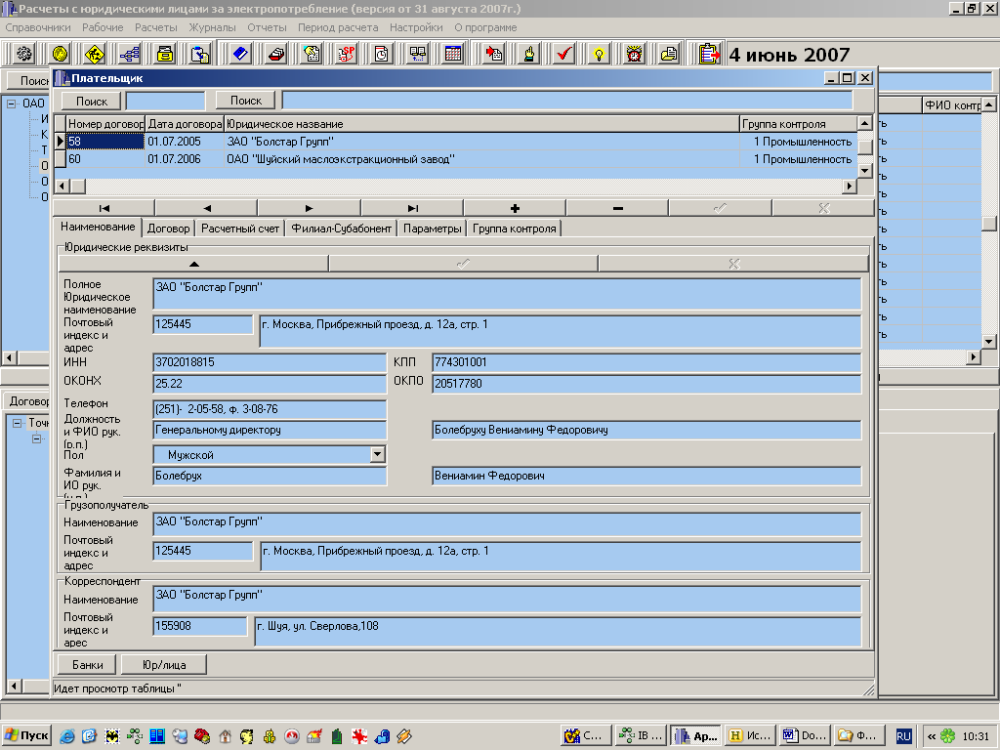 Расчеты с юридическими лицами за электропотребление (версия от 31 августа 2007г.)
Справочники Рабочие Расчеты Журналы Отчеты Период расчета Настройки О программе
4 июнь 2007
Плательщик
Поиск Поиск
ФИО контр
ОАО
Номер договор Дата договора Юридическое название Группа контроля
58 01.07.2005 ЗАО "Болстар Групп" 1 Промышленность
60 01.07.2006 ОАО "Шуйский маслоэкстракционный завод" 1 Промышленность
Наименование Договор Расчетный счет Филиал-Субабонент Параметры Группа контроля
Юридические реквизиты
Полное Юридическое наименование ЗАО "Болстар Групп"
Почтовый индекс и адрес 125445 г. Москва, Прибрежный проезд, д. 12а, стр. 1
ИНН 3702018815 КПП 774301001
ОКОНХ 25.22 ОКПО 20517780
Телефон (251)- 2-05-58, ф. 3-08-76
Должность и ФИО рук. (д.п.) Генеральному директору Болебруху Вениамину Федоровичу
Пол Мужской
Фамилия и ИО рук. Болебрух Вениамин Федорович
Грузополучатель
Наименование ЗАО "Болстар Групп"
Почтовый индекс и адрес 125445 г. Москва, Прибрежный проезд, д. 12а, стр. 1
Корреспондент
Наименование ЗАО "Болстар Групп"
Почтовый индекс и арес 155908 г. Шуя, ул. Сверлова,108
Банки Юр/лица
Идет просмотр таблицы "
Договор
Точ
Пуск С... IB ... Ар... Ис... Do... Ф... RU « 10:31